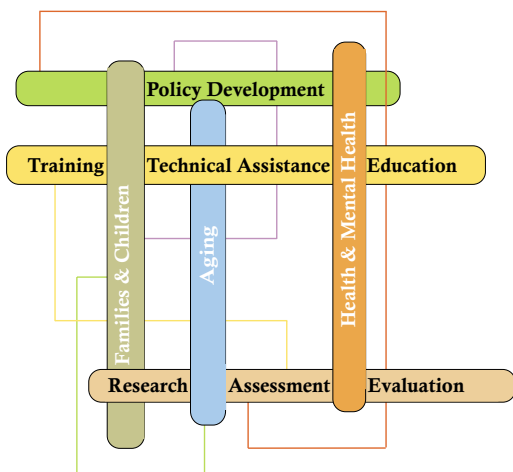 Policy Development
Training Technical Assistance Education
Families & Children
Aging
Health & Mental Health
Research Assessment Evaluation